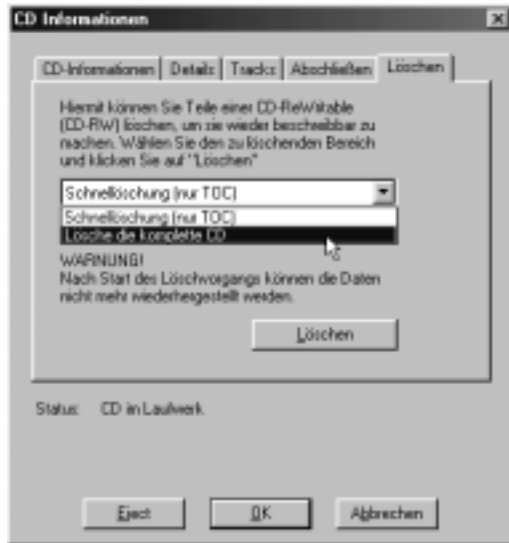 CD Informationen
CD-Informationen Details Tracks Abschließen Löschen
Hiermit können Sie Teile einer CD-ReWritable
(CD-RW) löschen, um sie wieder beschreibbar zu
machen. Wählen Sie den zu löschenden Bereich
und klicken Sie auf "Löschen"
Schnellöschung (nur TOC)
Schnellöschung (nur TOC)
Lösche die komplette CD
WARNUNG!
Nach Start des Löschvorgangs können die Daten
nicht mehr wiederhergestellt werden.
Löschen
Status: CD im Laufwerk
Eject OK Abbrechen